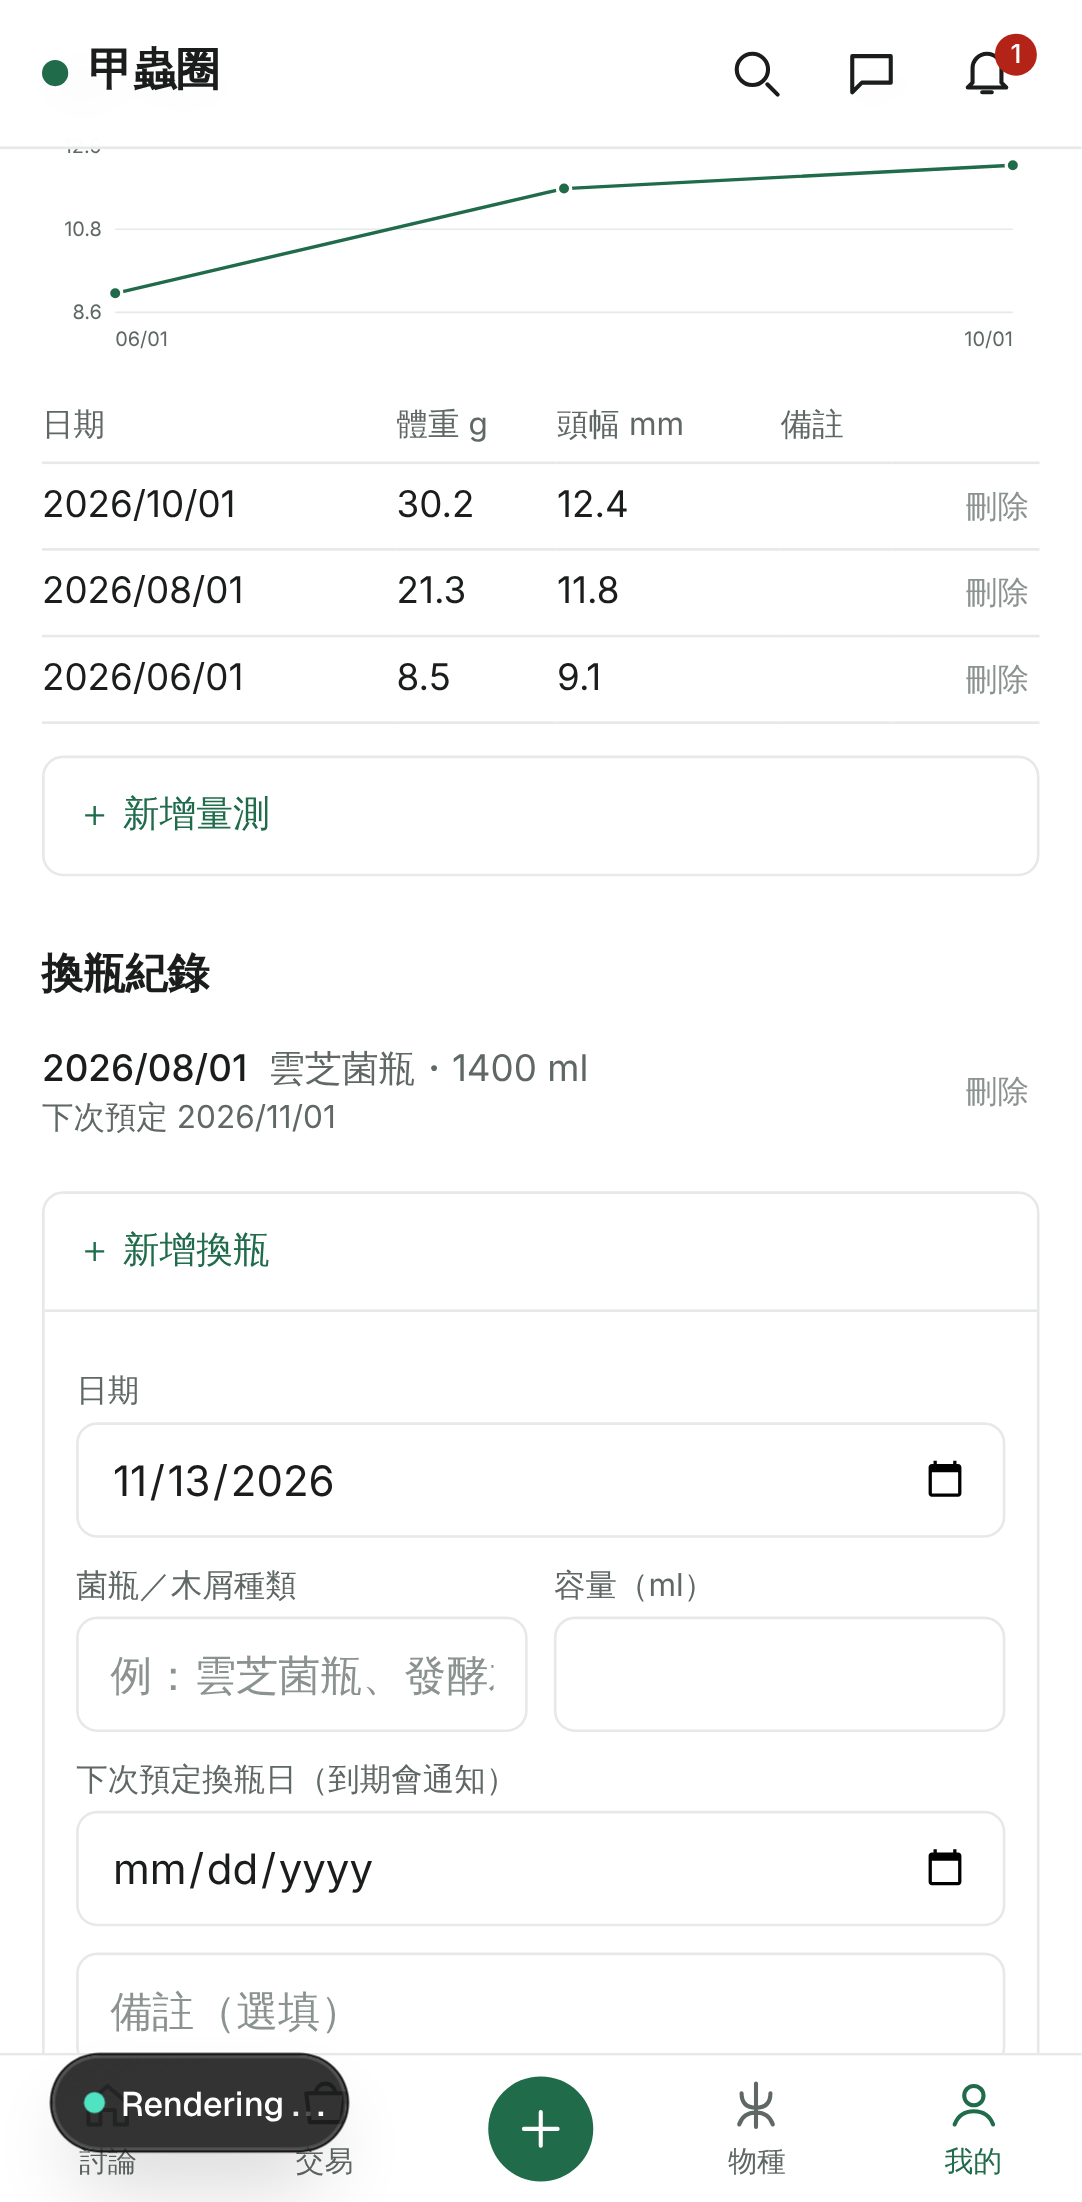 甲蟲圈
1
10.8
8.6
06/01
10/01
日期 體重 g 頭幅 mm 備註
2026/10/01 30.2 12.4 刪除
2026/08/01 21.3 11.8 刪除
2026/06/01 8.5 9.1 刪除
+ 新增量測
換瓶紀錄
2026/08/01 雲芝菌瓶・1400 ml
下次預定 2026/11/01
刪除
+ 新增換瓶
日期
11/13/2026
菌瓶／木屑種類 容量（ml）
例：雲芝菌瓶、發酵
下次預定換瓶日（到期會通知）
mm/dd/yyyy
備註（選填）
Rendering ...
討論 交易 物種 我的